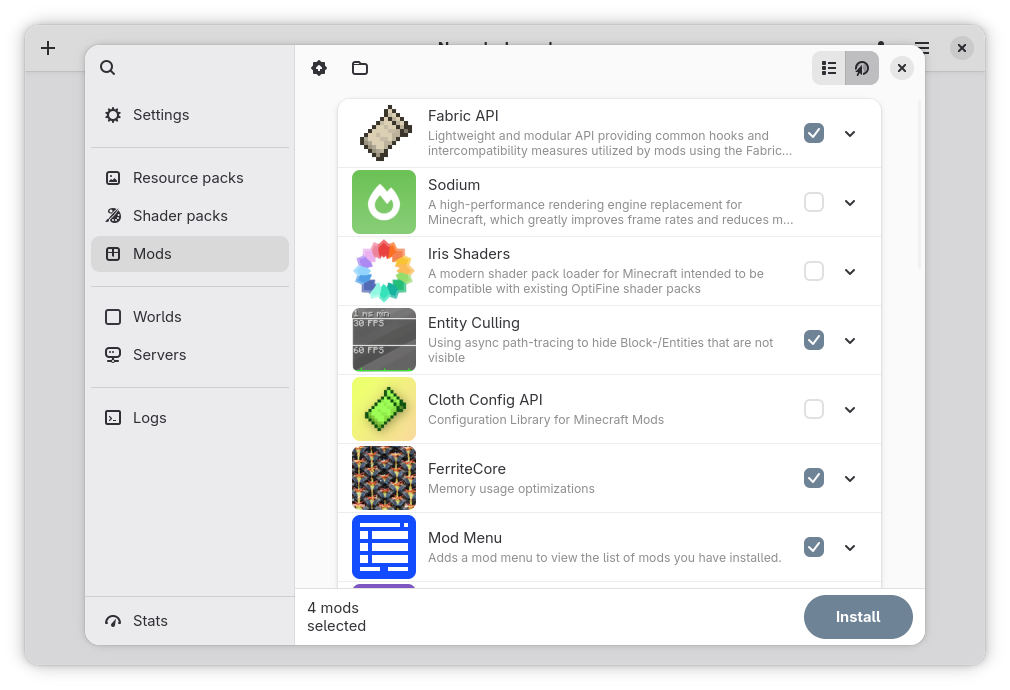 Settings
Resource packs
Shader packs
Mods
Worlds
Servers
Logs
Stats
Fabric API
Lightweight and modular API providing common hooks and
intercompatibility measures utilized by mods using the Fabric...
Sodium
A high-performance rendering engine replacement for
Minecraft, which greatly improves frame rates and reduces m...
Iris Shaders
A modern shader pack loader for Minecraft intended to be
compatible with existing OptiFine shader packs
30 FPS
60 FPS
Entity Culling
Using async path-tracing to hide Block-/Entities that are not
visible
Cloth Config API
Configuration Library for Minecraft Mods
FerriteCore
Memory usage optimizations
Mod Menu
Adds a mod menu to view the list of mods you have installed.
4 mods
selected
Install